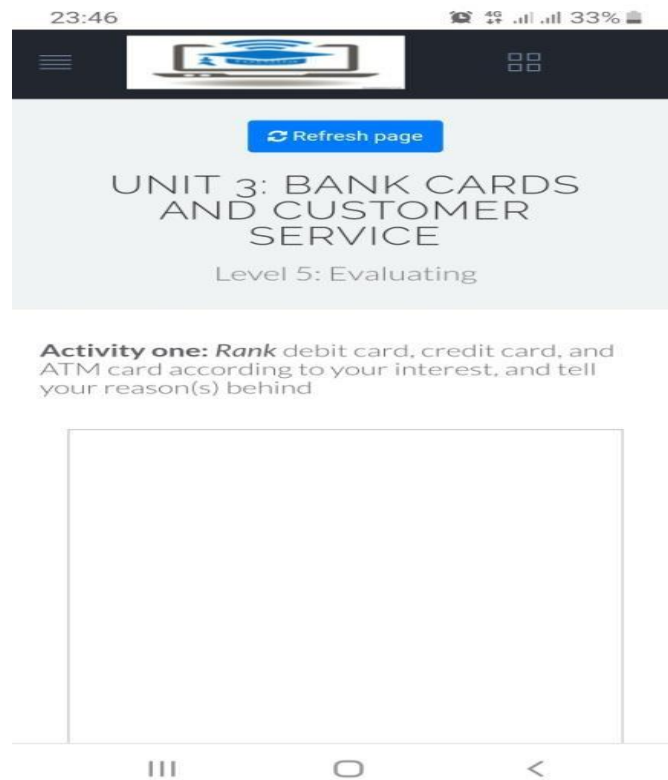 23:46 4G 33%
Refresh page
UNIT 3: BANK CARDS
AND CUSTOMER
SERVICE
Level 5: Evaluating
Activity one: Rank debit card, credit card, and
ATM card according to your interest, and tell
your reason(s) behind